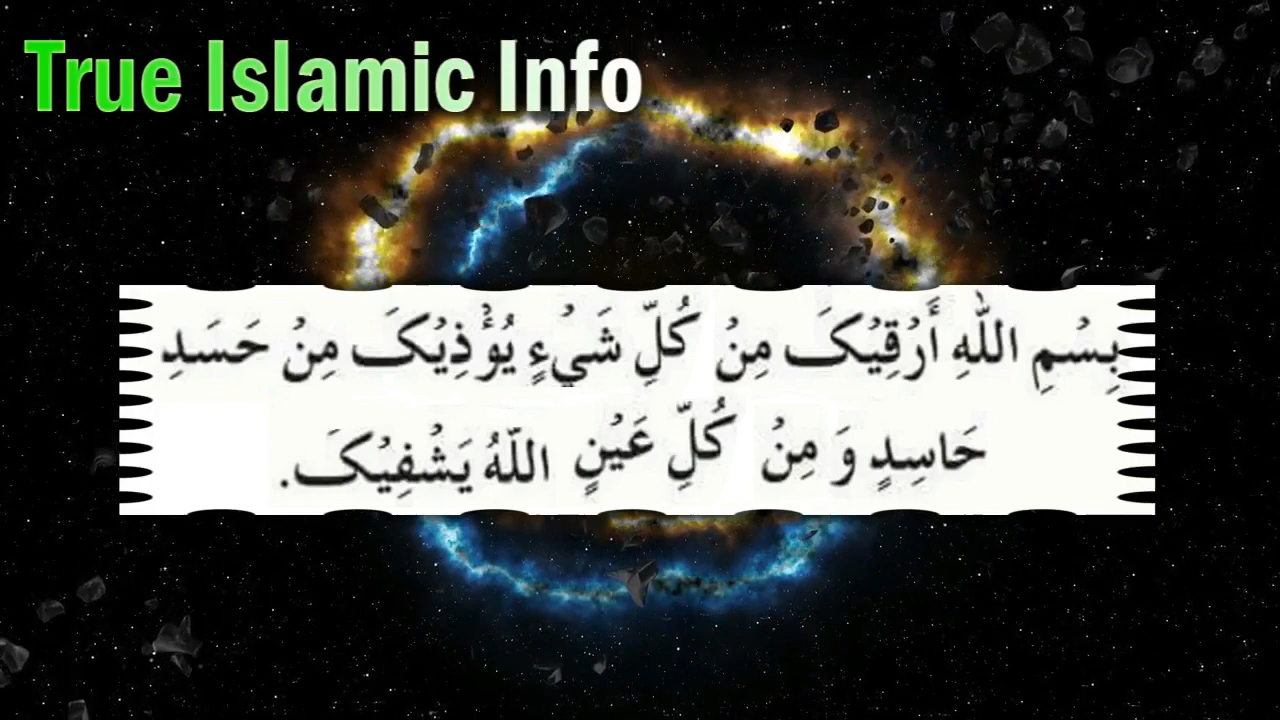 True Islamic Info
بِسْمِ اللّٰهِ أَرْقِيْكَ مِنْ كُلِّ شَيْءٍ يُؤْذِيْكَ مِنْ حَسَدِ
حَاسِدٍ وَ مِنْ كُلِّ عَيْنٍ اللّٰهُ يَشْفِيْكَ.